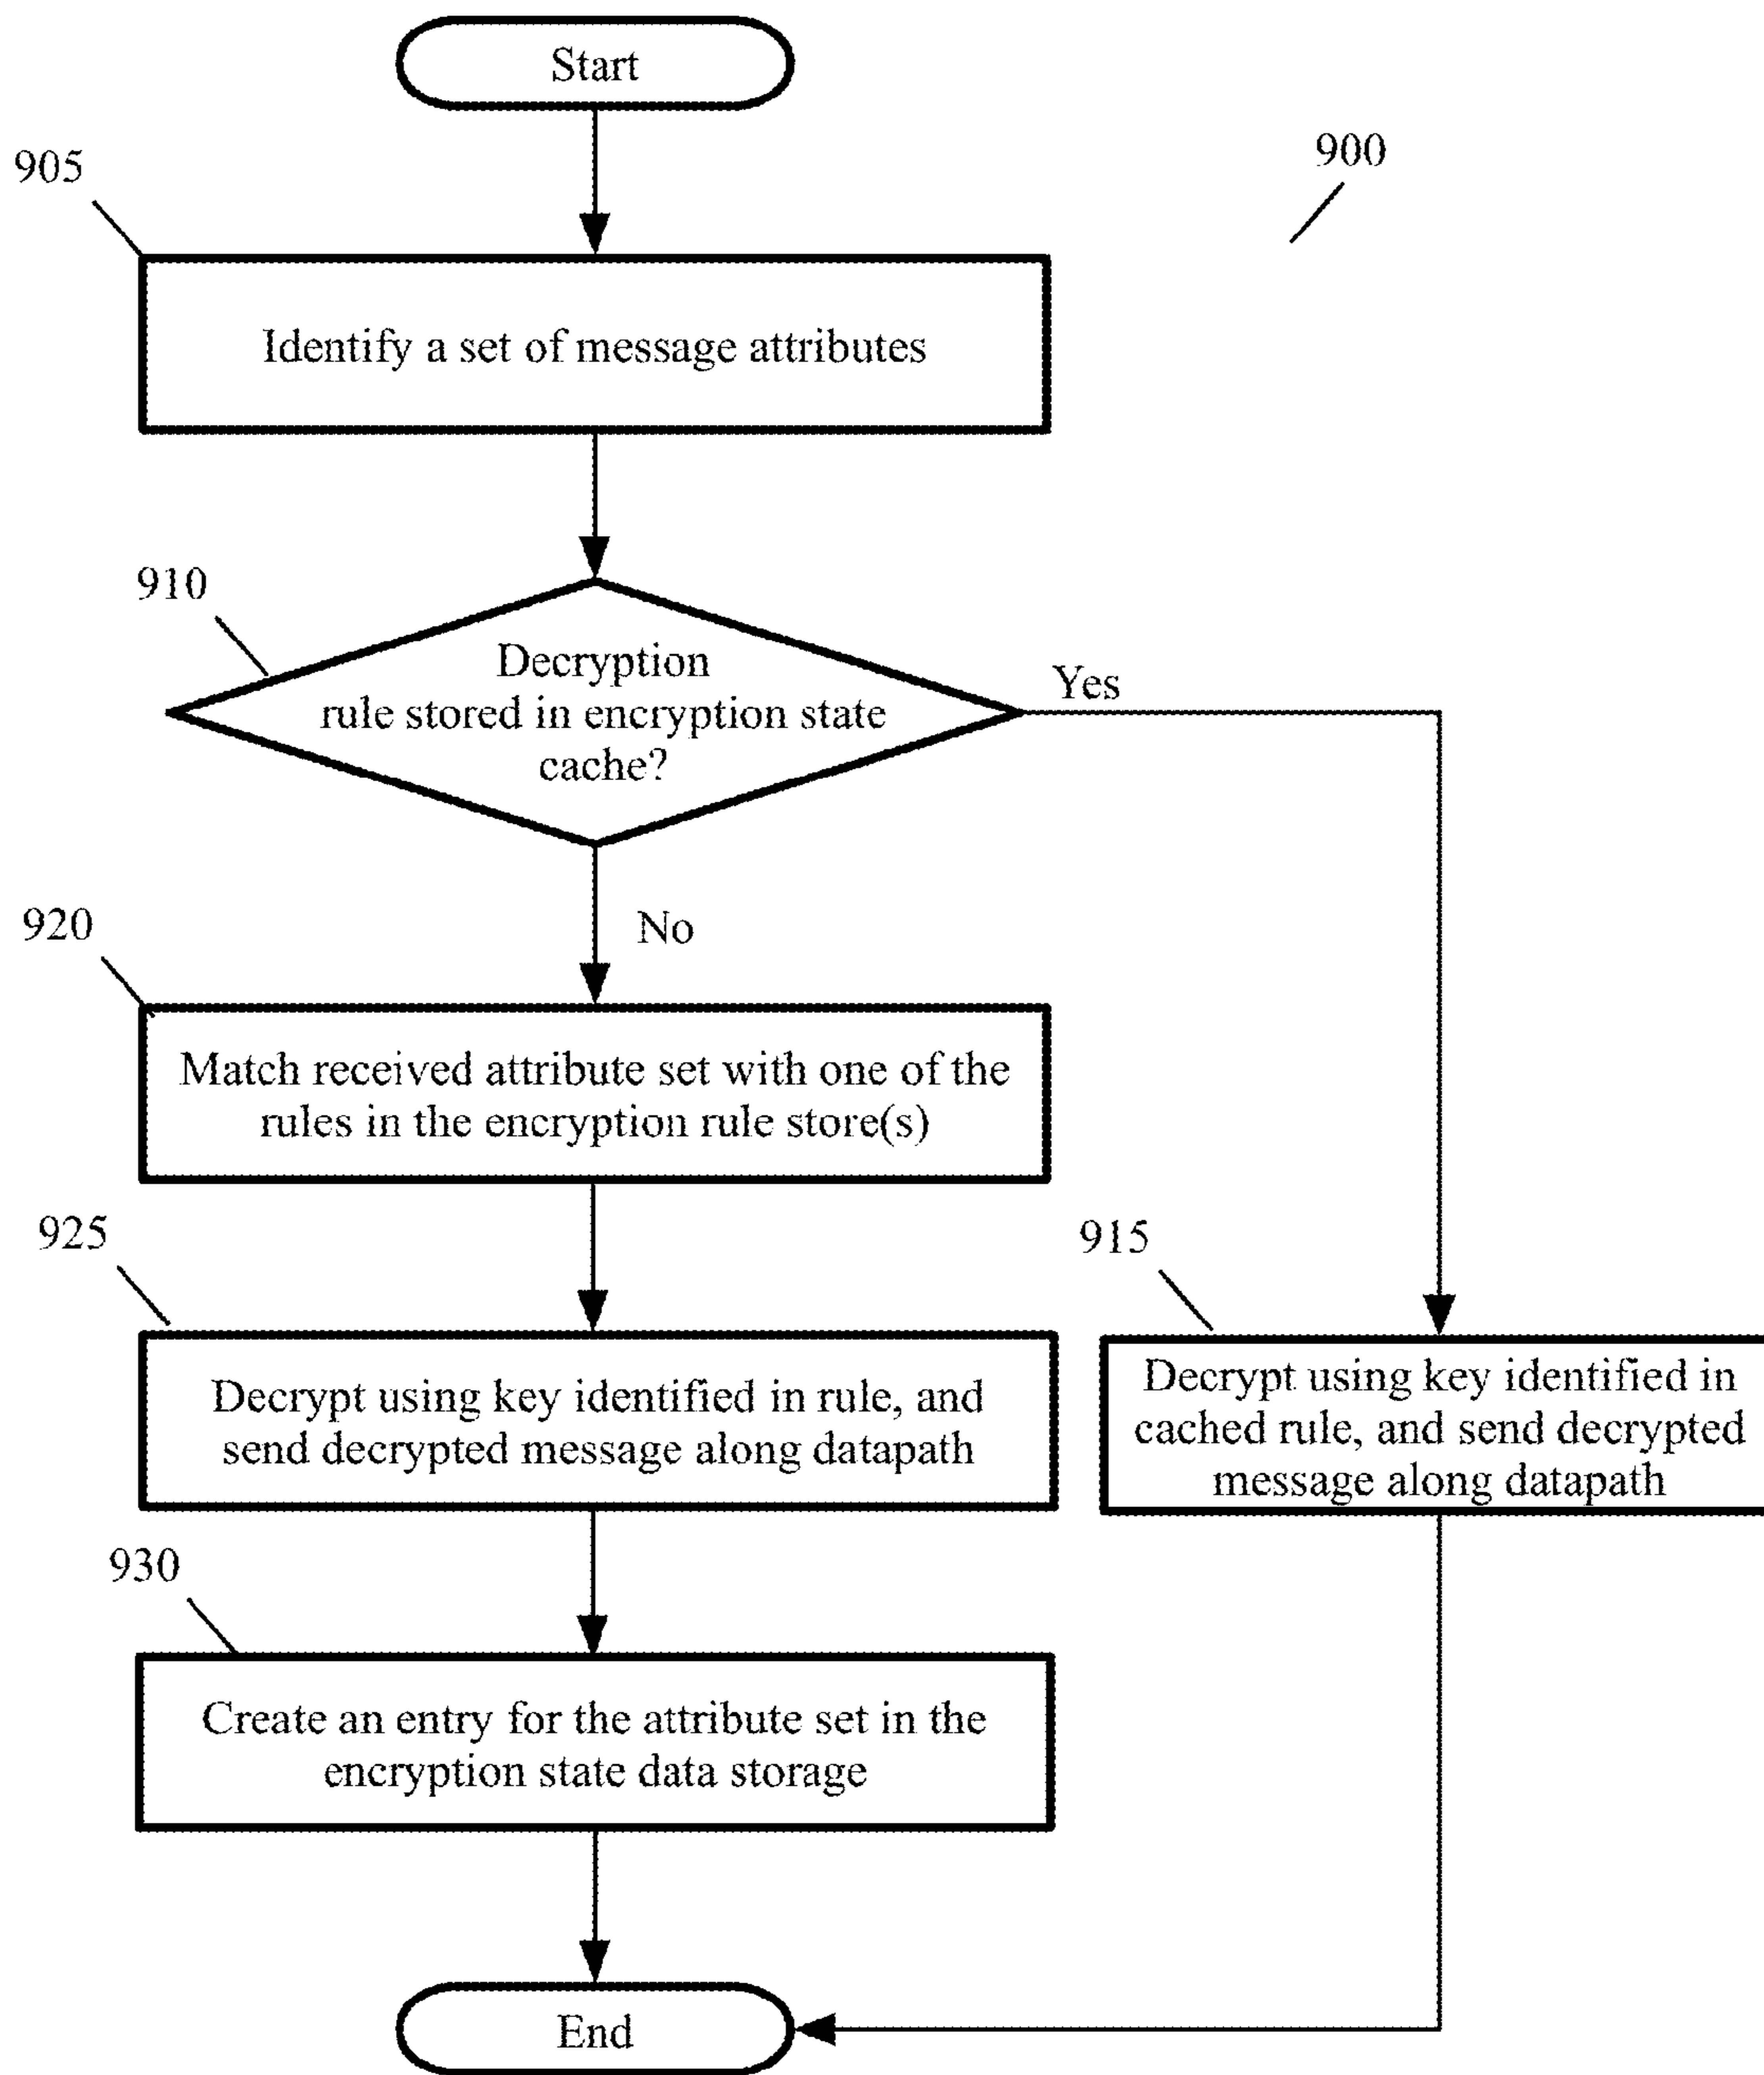 Start
905
900
Identify a set of message attributes
910
Decryption
rule stored in encryption state
cache?
Yes
No
920
Match received attribute set with one of the
rules in the encryption rule store(s)
925
915
Decrypt using key identified in rule, and
send decrypted message along datapath
Decrypt using key identified in
cached rule, and send decrypted
message along datapath
930
Create an entry for the attribute set in the
encryption state data storage
End